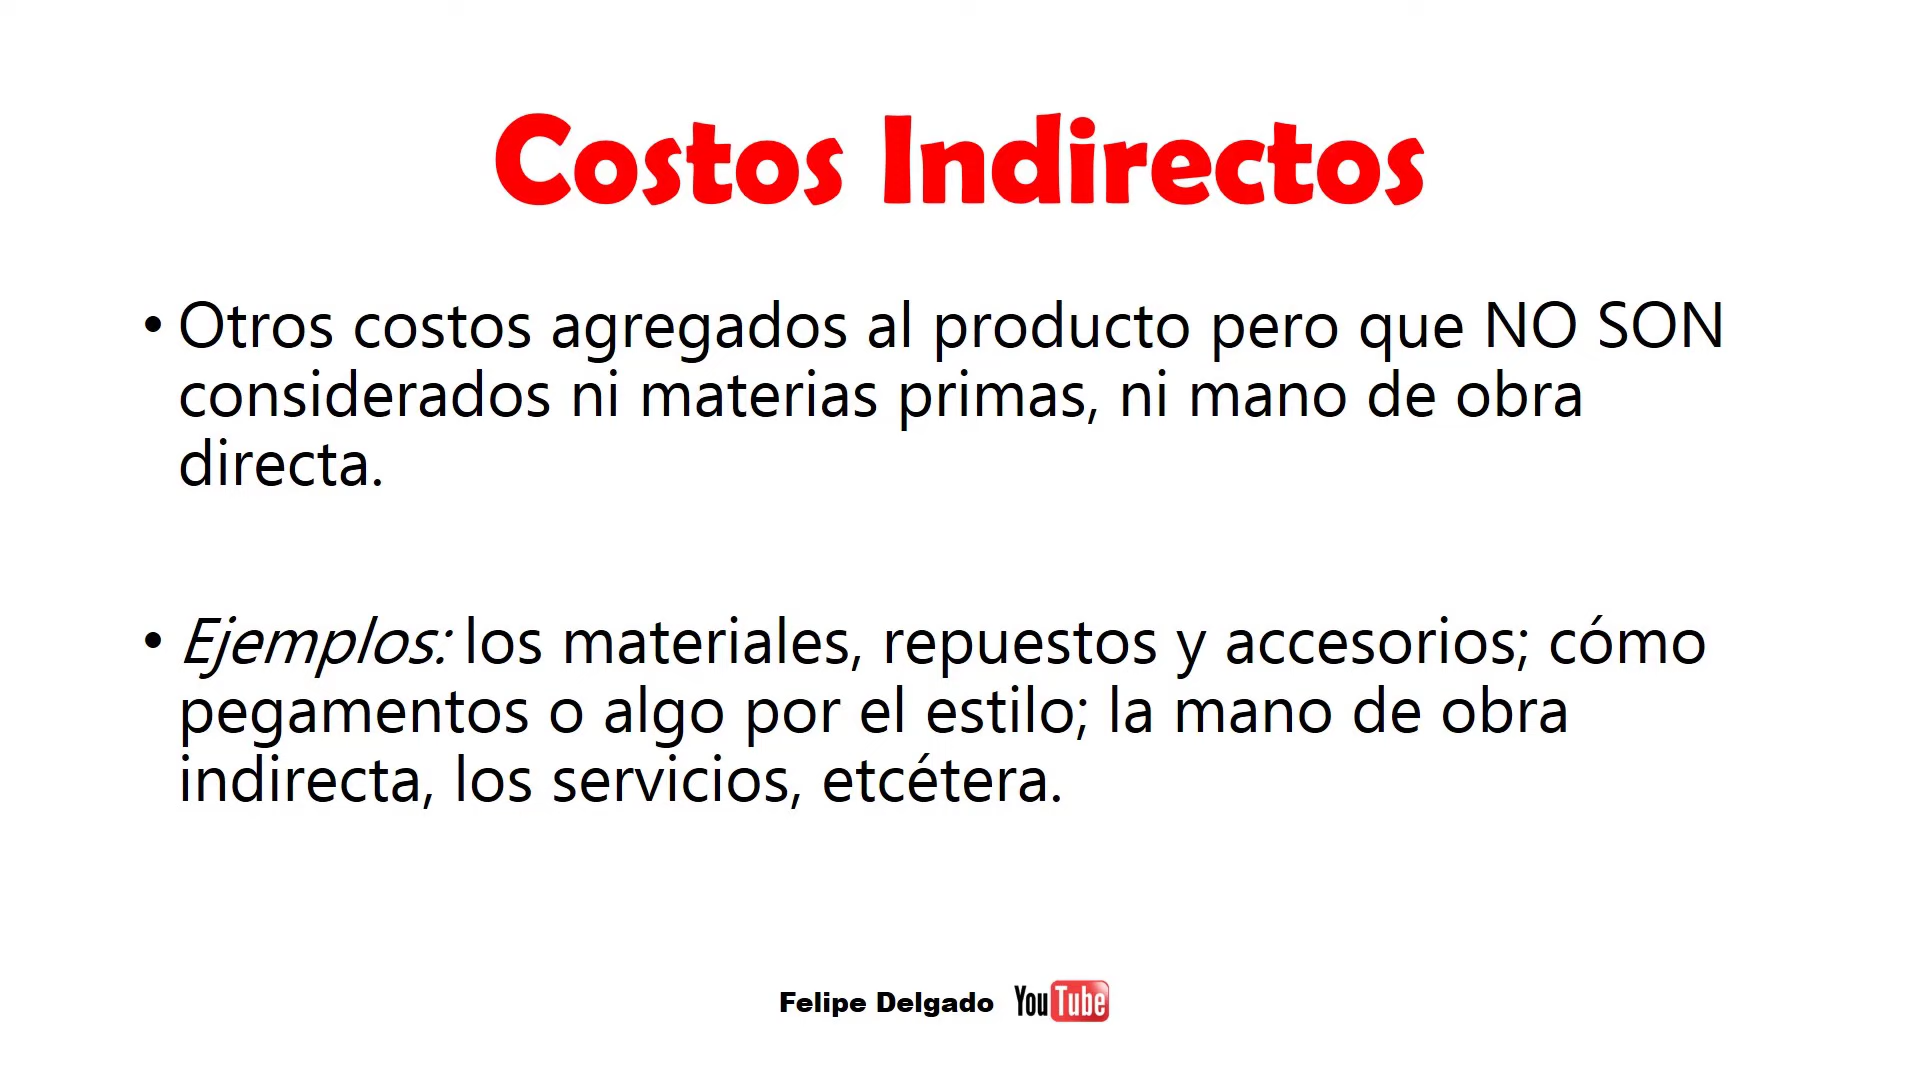 Costos Indirectos
• Otros costos agregados al producto pero que NO SON
considerados ni materias primas, ni mano de obra
directa.
• Ejemplos: los materiales, repuestos y accesorios; cómo
pegamentos o algo por el estilo; la mano de obra
indirecta, los servicios, etcétera.
Felipe Delgado YouTube